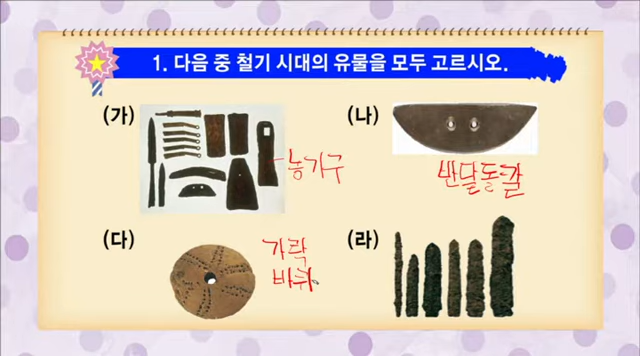 1. 다음 중 철기 시대의 유물을 모두 고르시오.
(가)
농기구
(나)
반달돌칼
(다)
가락
바퀴
(라)